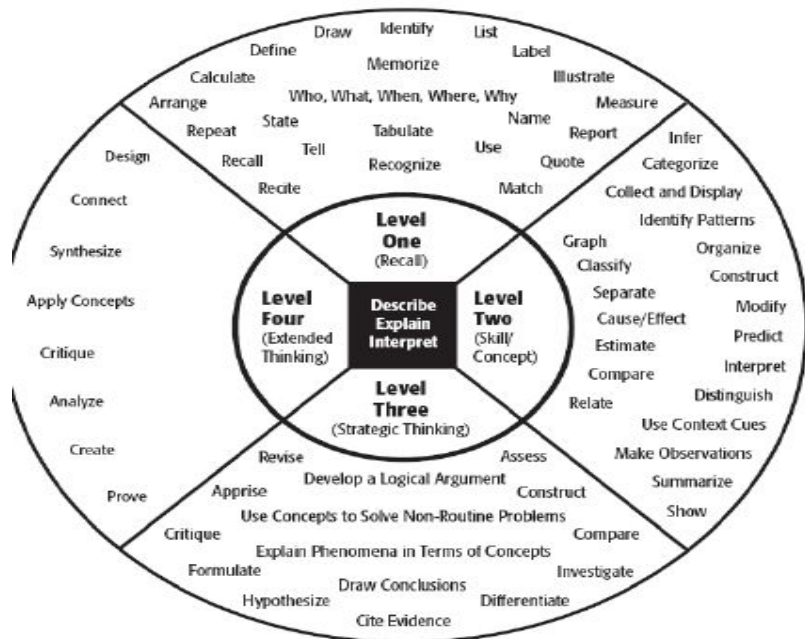 Draw
Identify
List
Define
Label
Memorize
Calculate
Illustrate
Who, What, When, Where, Why
Arrange
Measure
State
Name
Repeat
Tabulate
Report
Tell
Use
Recall
Recognize
Quote
Recite
Match
Level
One
(Recall)
Infer
Categorize
Collect and Display
Identify Patterns
Graph
Organize
Classify
Construct
Separate
Modify
Cause/Effect
Predict
Estimate
Interpret
Compare
Distinguish
Relate
Use Context Cues
Make Observations
Summarize
Show
Level
Two
(Skill/
Concept)
Describe
Explain
Interpret
Level
Four
(Extended
Thinking)
Design
Connect
Synthesize
Apply Concepts
Critique
Analyze
Create
Prove
Level
Three
(Strategic Thinking)
Revise
Assess
Develop a Logical Argument
Apprise
Construct
Use Concepts to Solve Non-Routine Problems
Critique
Compare
Explain Phenomena in Terms of Concepts
Formulate
Investigate
Draw Conclusions
Hypothesize
Differentiate
Cite Evidence